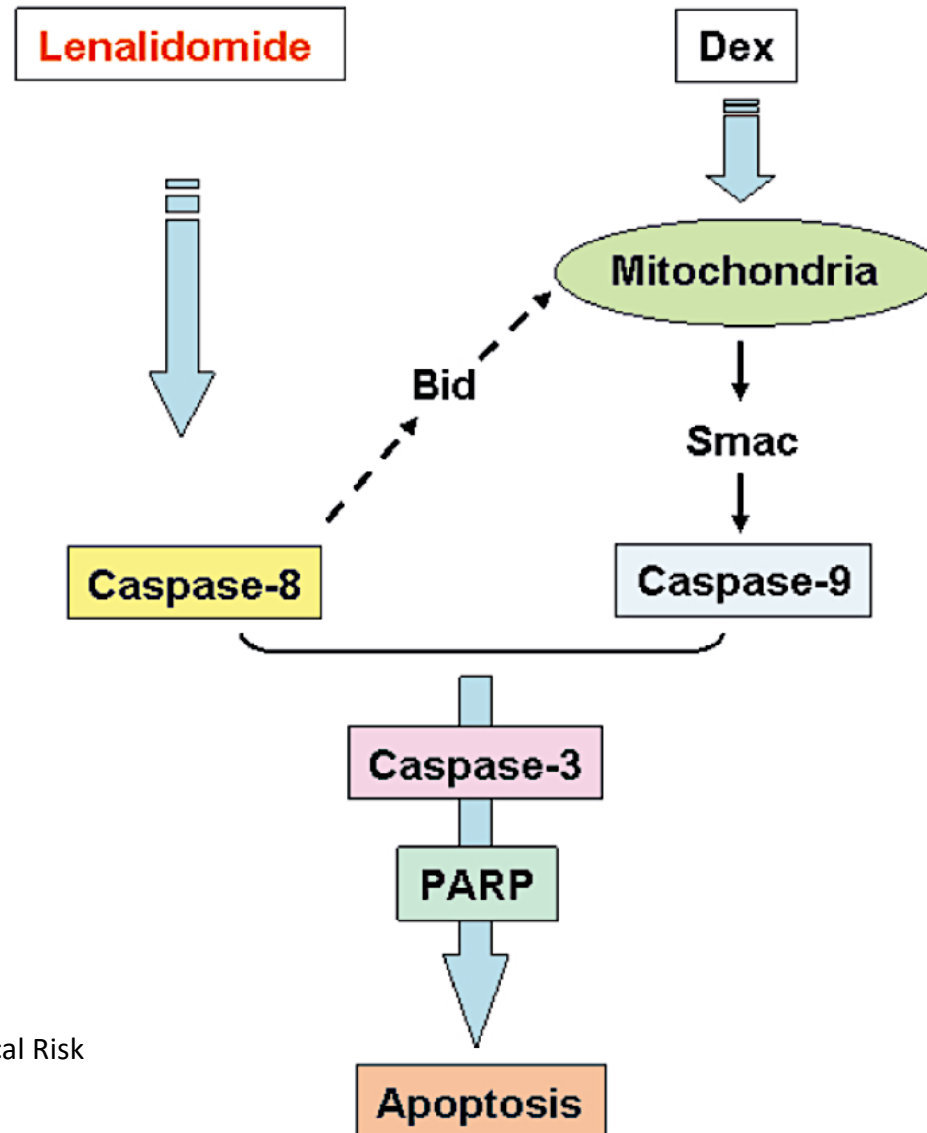 Lenalidomide
Dex
Mitochondria
Bid
Smac
Caspase-8
Caspase-9
Caspase-3
PARP
cal Risk
Apoptosis